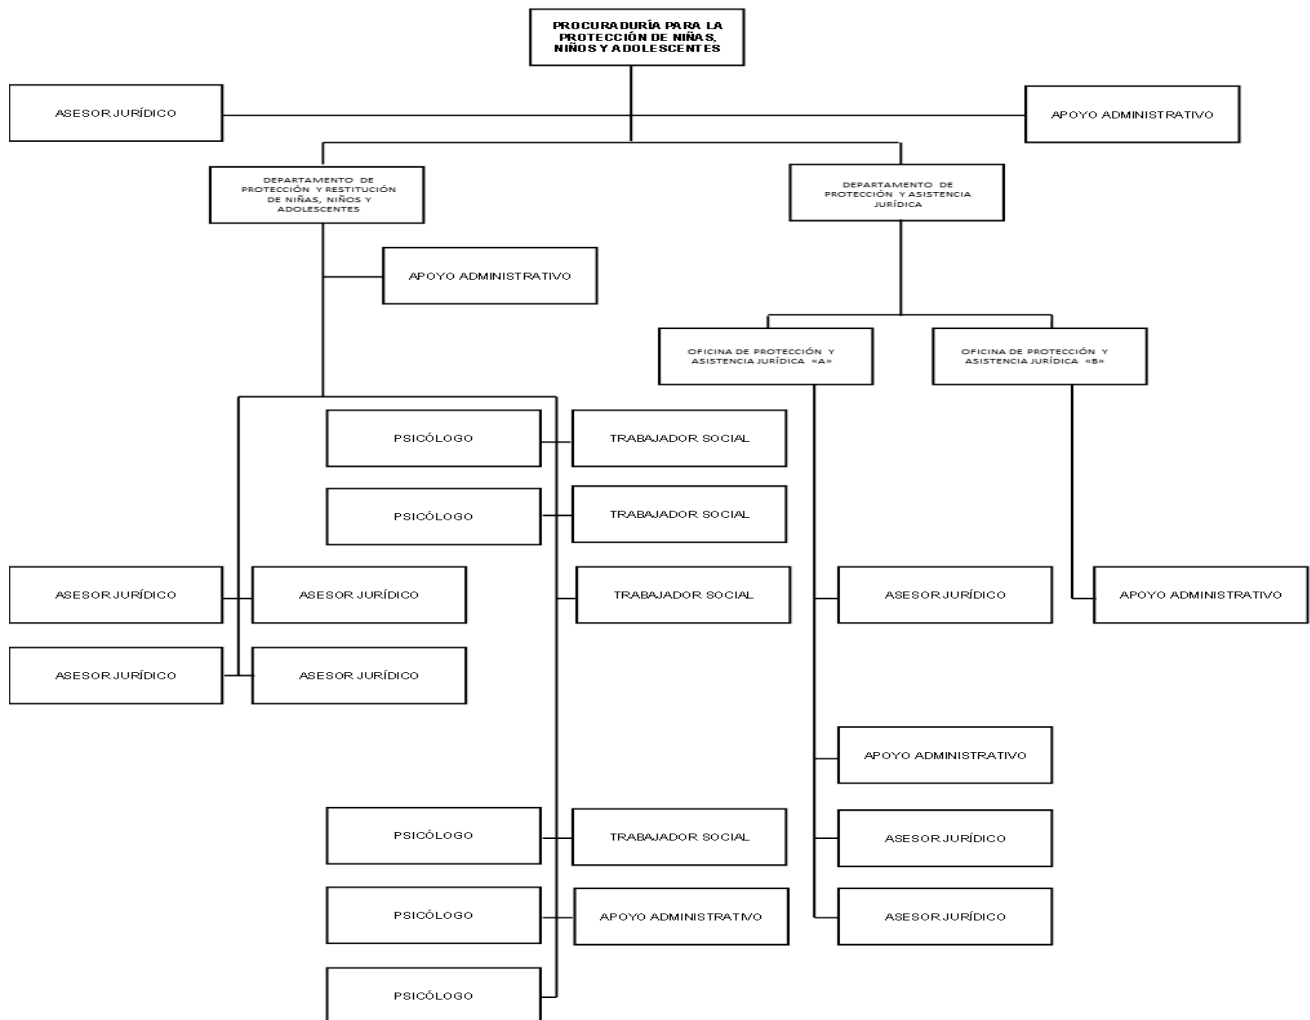 PROCURADURÍA PARA LA
PROTECCIÓN DE NIÑAS,
NIÑOS Y ADOLESCENTES
ASESOR JURÍDICO
APOYO ADMINISTRATIVO
DEPARTAMENTO DE
PROTECCIÓN Y RESTITUCIÓN
DE NIÑAS, NIÑOS Y
ADOLESCENTES
DEPARTAMENTO DE
PROTECCIÓN Y ASISTENCIA
JURÍDICA
APOYO ADMINISTRATIVO
OFICINA DE PROTECCIÓN Y
ASISTENCIA JURÍDICA «A»
OFICINA DE PROTECCIÓN Y
ASISTENCIA JURÍDICA «B»
PSICÓLOGO
TRABAJADOR SOCIAL
PSICÓLOGO
TRABAJADOR SOCIAL
ASESOR JURÍDICO
ASESOR JURÍDICO
TRABAJADOR SOCIAL
ASESOR JURÍDICO
APOYO ADMINISTRATIVO
ASESOR JURÍDICO
ASESOR JURÍDICO
APOYO ADMINISTRATIVO
PSICÓLOGO
TRABAJADOR SOCIAL
ASESOR JURÍDICO
PSICÓLOGO
APOYO ADMINISTRATIVO
ASESOR JURÍDICO
PSICÓLOGO